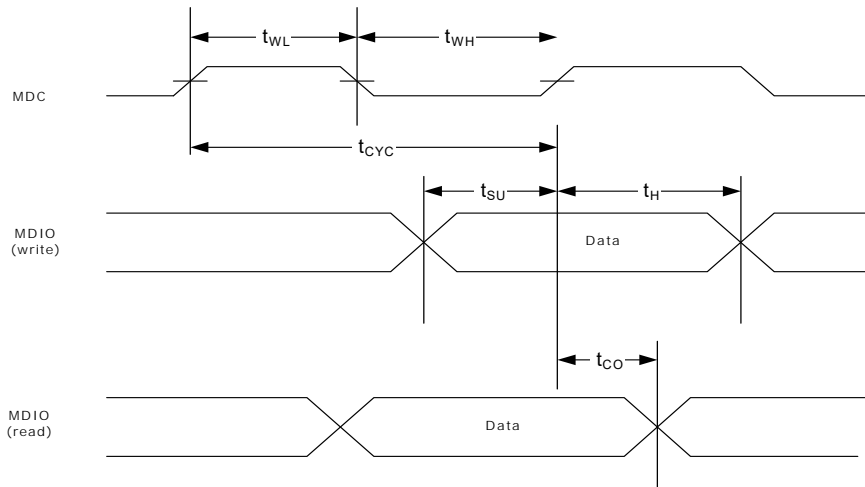 tWL
tWH
MDC
tCYC
tSU
tH
MDIO
(write)
Data
tCO
MDIO
(read)
Data